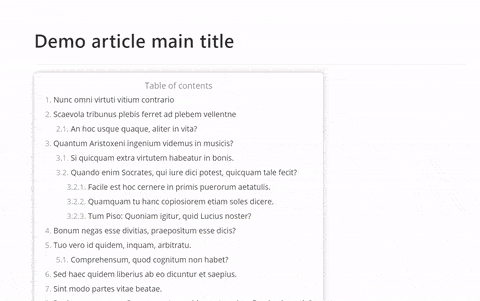 Demo article main title
Table of contents
1. Nunc omni virtuti vitium contrario
2. Scaevola tribunus plebis ferret ad plebem vellentne
2.1. An hoc usque quaque, aliter in vita?
3. Quantum Aristoxeni ingenium videmus in musicis?
3.1. Si quicquam extra virtutem habeatur in bonis.
3.2. Quando enim Socrates, qui iure dici potest, quicquam tale fecit?
3.2.1. Facile est hoc cernere in primis puerorum aetatulis.
3.2.2. Quamquam tu hanc copiosiorem etiam soles dicere.
3.2.3. Tum Piso: Quoniam igitur, quid Lucius noster?
4. Bonum negas esse divitias, praepositum esse dicis?
5. Tuo vero id quidem, inquam, arbitratu.
5.1. Comprehensum, quod cognitum non habet?
6. Sed haec quidem liberius ab eo dicuntur et saepius.
7. Sint modo partes vitae beatae.